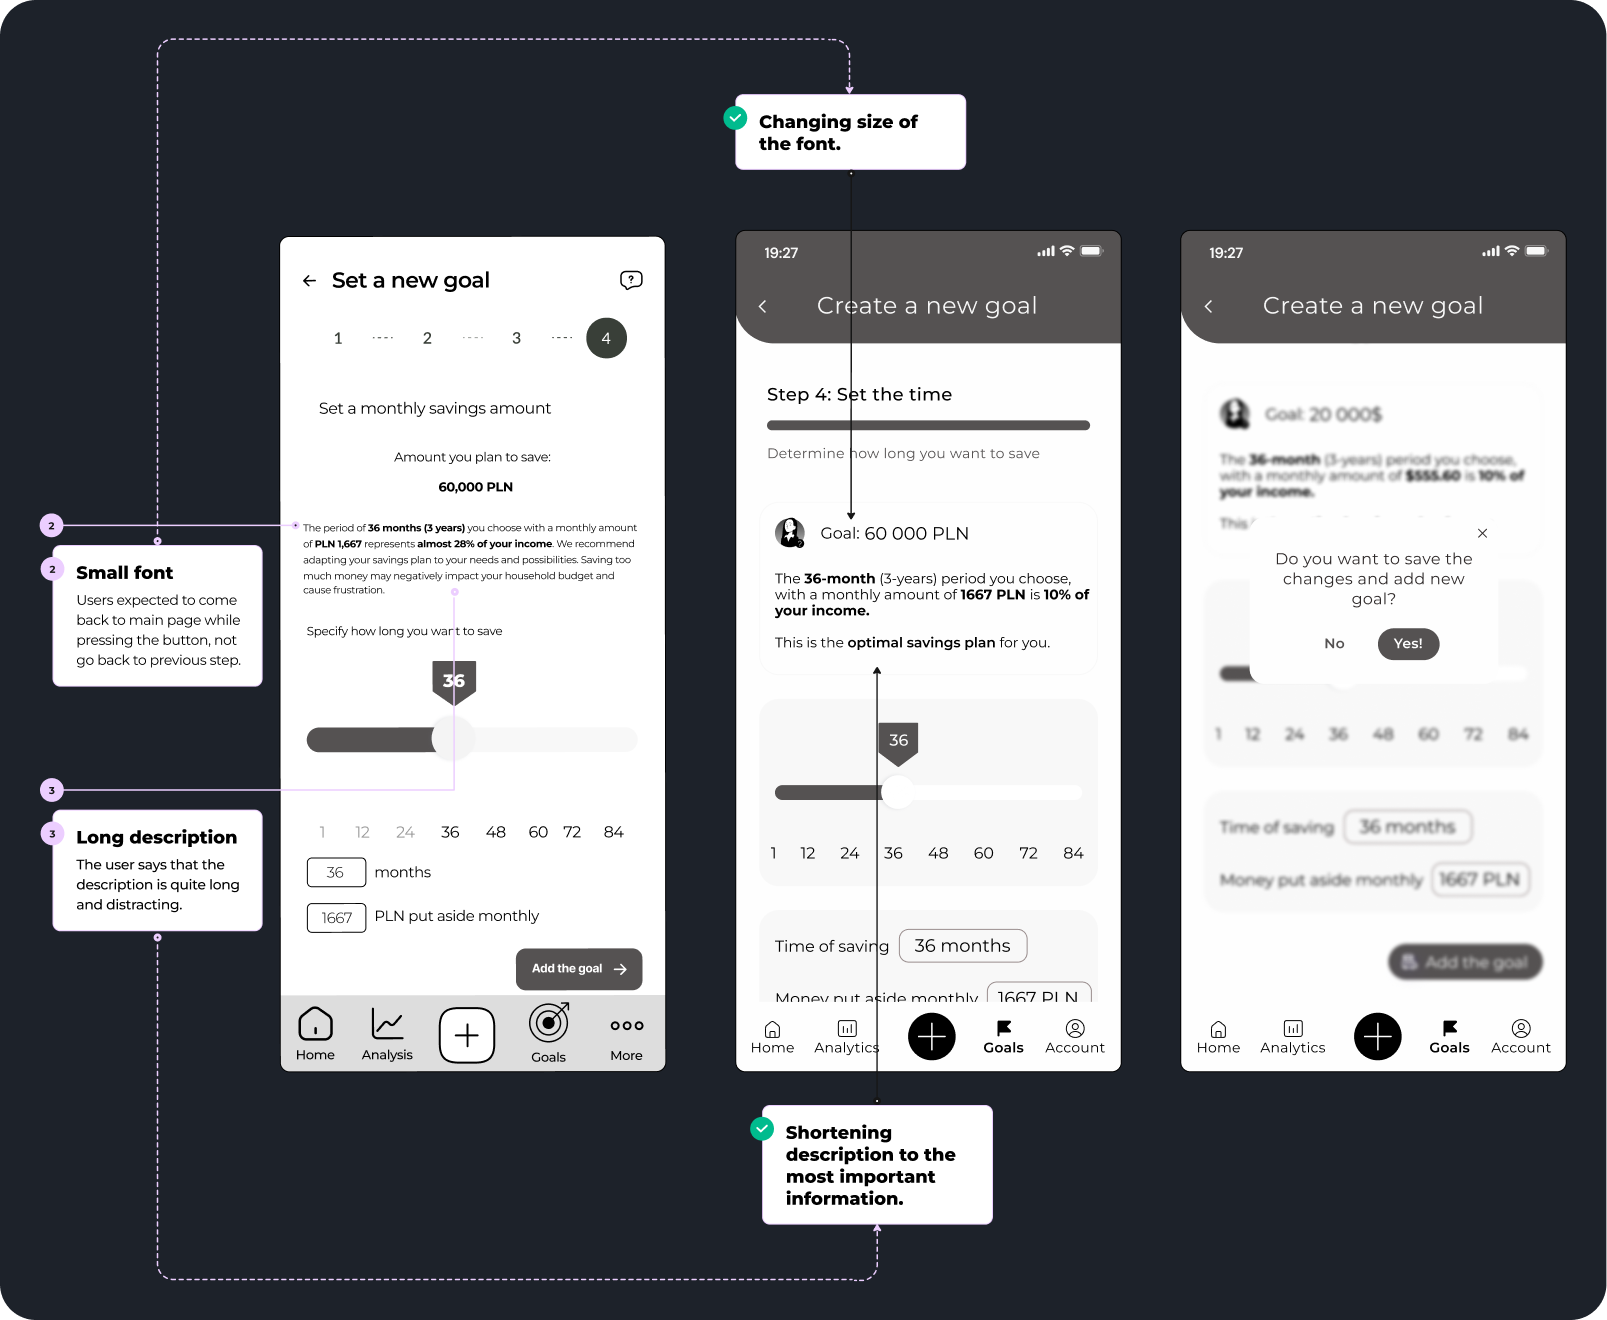 Changing size of
the font.
2
2
Small font
Users expected to come
back to main page while
pressing the button, not
go back to previous step.
3
3
Long description
The user says that the
description is quite long
and distracting.
Set a new goal
?
1
2
3
4
Set a monthly savings amount
Amount you plan to save:
60,000 PLN
The period of 36 months (3 years) you choose with a monthly amount
of PLN 1,667 represents almost 28% of your income. We recommend
adapting your savings plan to your needs and possibilities. Saving too
much money may negatively impact your household budget and
cause frustration.
Specify how long you want to save
36
1 12 24 36 48 60 72 84
36 months
1667 PLN put aside monthly
Add the goal
Home Analysis Goals More
19:27
Create a new goal
Step 4: Set the time
Determine how long you want to save
Goal: 60 000 PLN
The 36-month (3-years) period you choose,
with a monthly amount of 1667 PLN is 10% of
your income.
This is the optimal savings plan for you.
36
1 12 24 36 48 60 72 84
Time of saving 36 months
Money put aside monthly 1667 PLN
Home Analytics Goals Account
19:27
Create a new goal
Goal: 20 000$
The 36-month (3-years) period you choose,
with a monthly amount of $555.60 is 10% of
your income.
This
Do you want to save the
changes and add new
goal?
No Yes!
1 12 24 36 48 60 72 84
Time of saving 36 months
Money put aside monthly 1667 PLN
Add the goal
Home Analytics Goals Account
Shortening
description to the
most important
information.